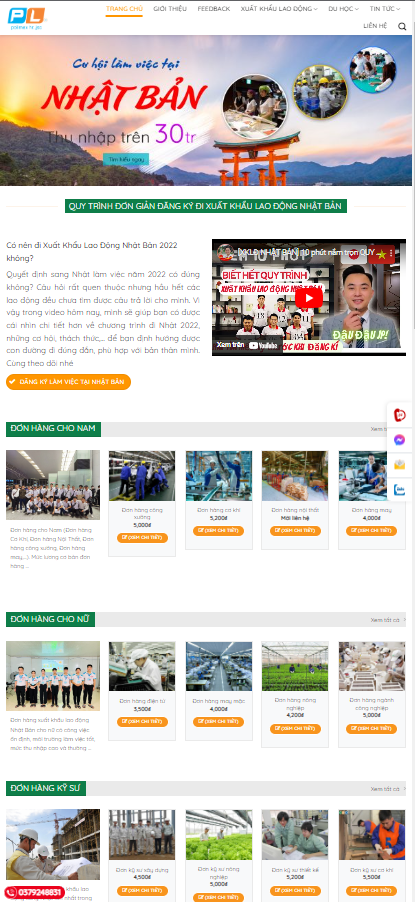 PL
TRANG CHỦ GIỚI THIỆU FEEDBACK XUẤT KHẨU LAO ĐỘNG DU HỌC TIN TỨC
LIÊN HỆ
Cơ hội làm việc tại
NHẬT BẢN
Thu nhập trên 30tr
Tìm hiểu ngay
QUY TRÌNH ĐƠN GIẢN ĐĂNG KÝ ĐI XUẤT KHẨU LAO ĐỘNG NHẬT BẢN
Có nên đi Xuất Khẩu Lao Động Nhật Bản 2022
không?
Quyết định sang Nhật làm việc năm 2022 có đúng
không? Câu hỏi rất quen thuộc nhưng hầu hết các
lao động đều chưa tìm được câu trả lời cho mình. Vì
vậy trong video hôm nay, mình sẽ giúp bạn có được
cái nhìn chi tiết hơn về chương trình đi Nhật 2022,
những cơ hội, thách thức,... để bạn định hướng được
con đường đi đúng đắn, phù hợp với bản thân mình.
Cùng theo dõi nhé.
ĐĂNG KÝ LÀM VIỆC TẠI NHẬT BẢN
XKLĐ NHẬT BẢN| 10 phút nắm trọn QUY ...
BIẾT HẾT QUY TRÌNH
XUẤT KHẨU LAO ĐỘNG NHẬT BẢN
Xem trên YouTube
ĐƠN HÀNG CHO NAM
Đơn hàng cho Nam (Đơn hàng
Cơ Khí, Đơn hàng Nội Thất, Đơn
hàng công xưởng, Đơn hàng
may,...). Mức lương cơ bản đơn
hàng ...
Đơn hàng công
xưởng
5,000đ
(XEM CHI TIẾT)
Đơn hàng cơ khí
5,200đ
(XEM CHI TIẾT)
Đơn hàng nội thất
Mời liên hệ
(XEM CHI TIẾT)
Đơn hàng may
4,000đ
(XEM CHI TIẾT)
ĐƠN HÀNG CHO NỮ
Xem tất cả
Đơn hàng xuất khẩu lao động
Nhật Bản cho nữ có công việc
ổn định, môi trường làm việc tốt,
mức thu nhập cao và thường ...
Đơn hàng điện tử
3,500đ
(XEM CHI TIẾT)
Đơn hàng may mặc
4,000đ
(XEM CHI TIẾT)
Đơn hàng nông
nghiệp
4,200đ
(XEM CHI TIẾT)
Đơn hàng ngành
công nghiệp
5,000đ
(XEM CHI TIẾT)
ĐƠN HÀNG KỸ SƯ
Xem tất cả
khẩu lao
nhất trong
Đơn kỹ sư xây dựng
4,500đ
(XEM CHI TIẾT)
Đơn kỹ sư nông
nghiệp
5,000đ
(XEM CHI TIẾT)
Đơn kỹ sư thiết kế
5,200đ
(XEM CHI TIẾT)
Đơn kỹ sư cơ khí
5,500đ
(XEM CHI TIẾT)
0379248831